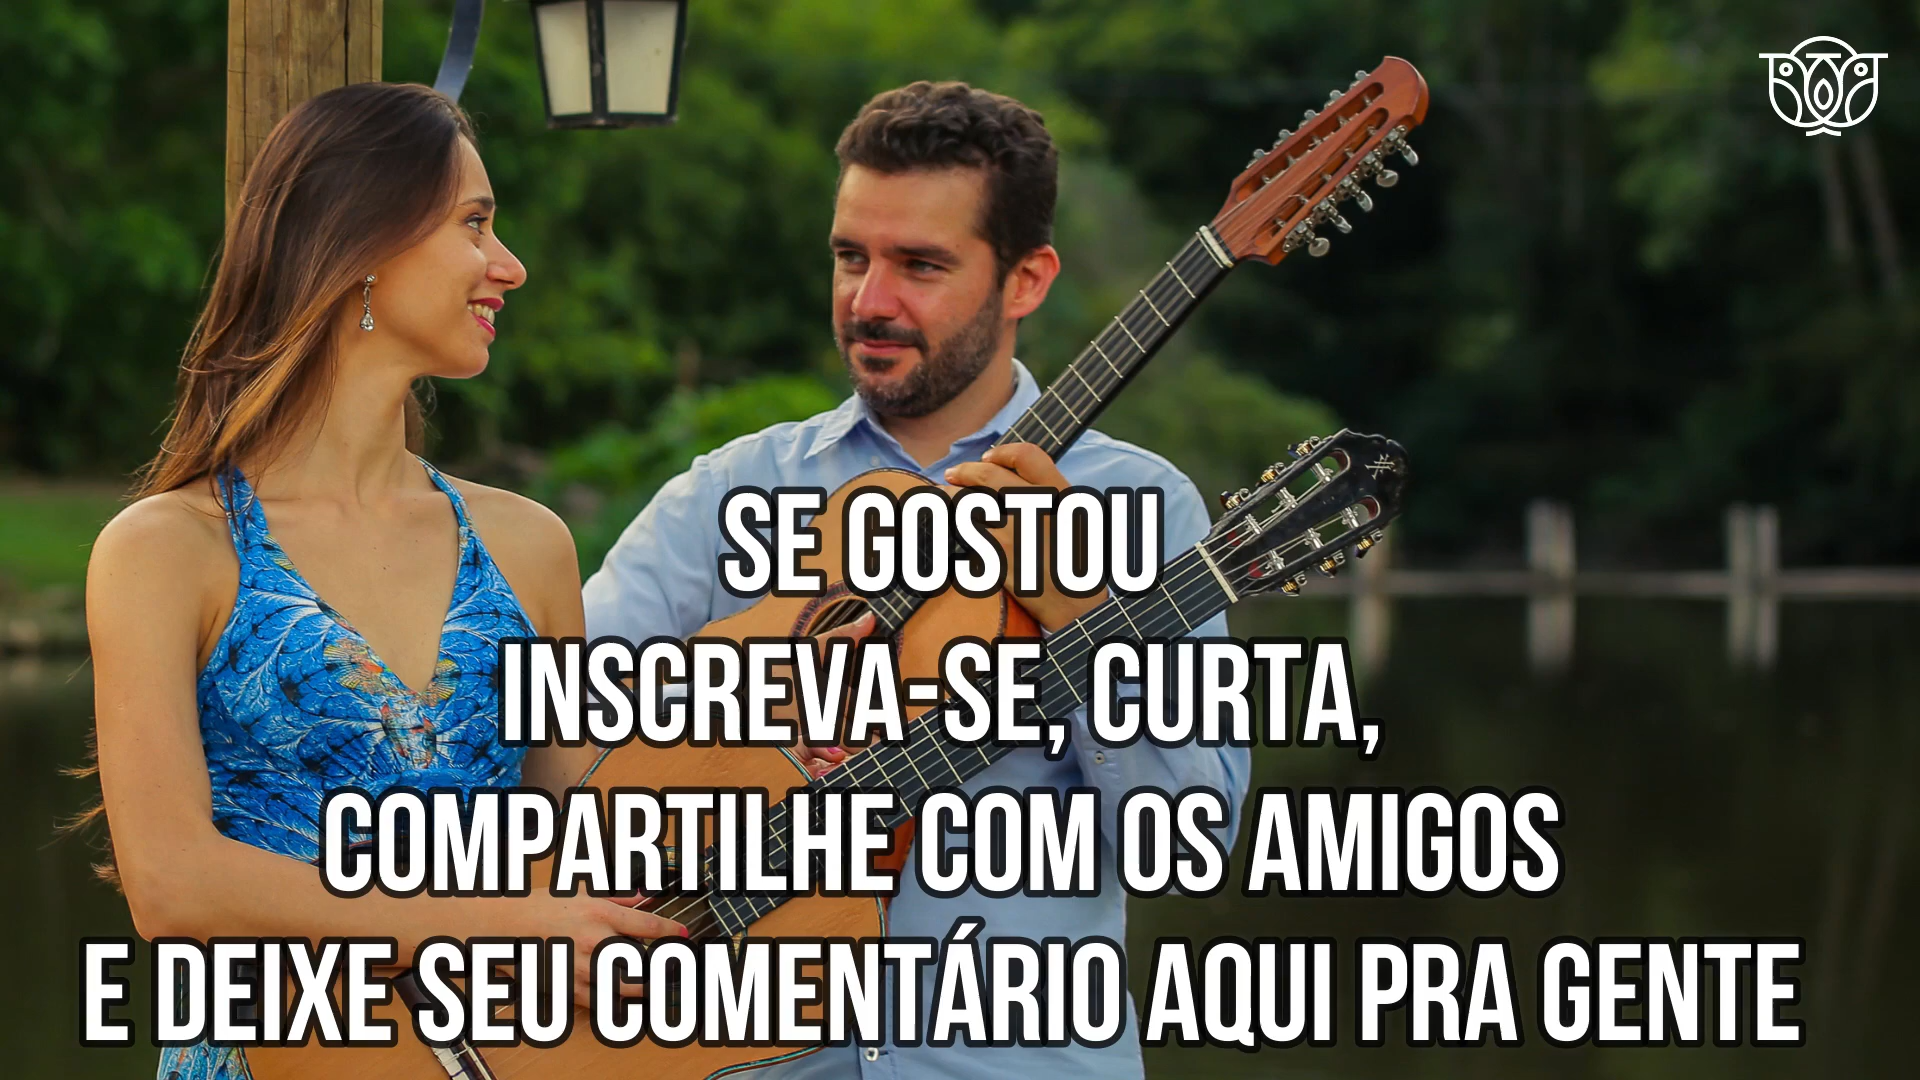 SE GOSTOU
INSCREVA-SE, CURTA,
COMPARTILHE COM OS AMIGOS
E DEIXE SEU COMENTÁRIO AQUI PRA GENTE